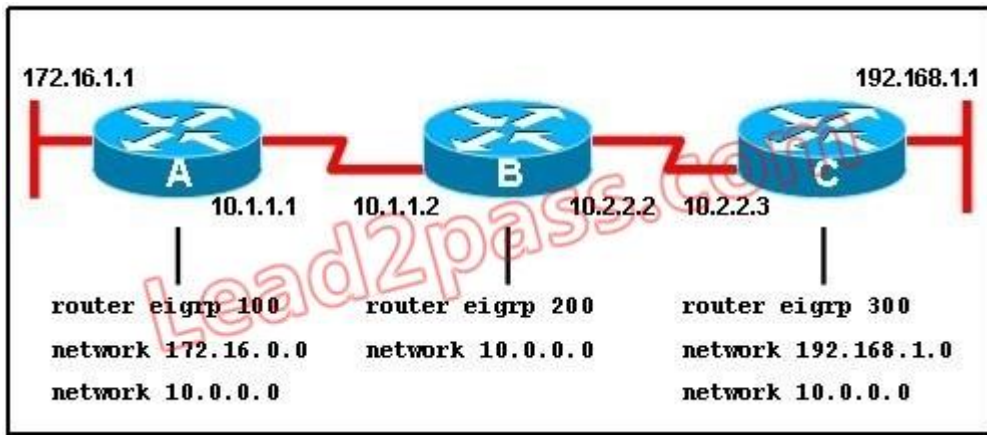 172.16.1.1
192.168.1.1
A
B
C
10.1.1.1
10.1.1.2
10.2.2.2
10.2.2.3
Lead2pass.com
router eigrp 100
network 172.16.0.0
network 10.0.0.0
router eigrp 200
network 10.0.0.0
router eigrp 300
network 192.168.1.0
network 10.0.0.0